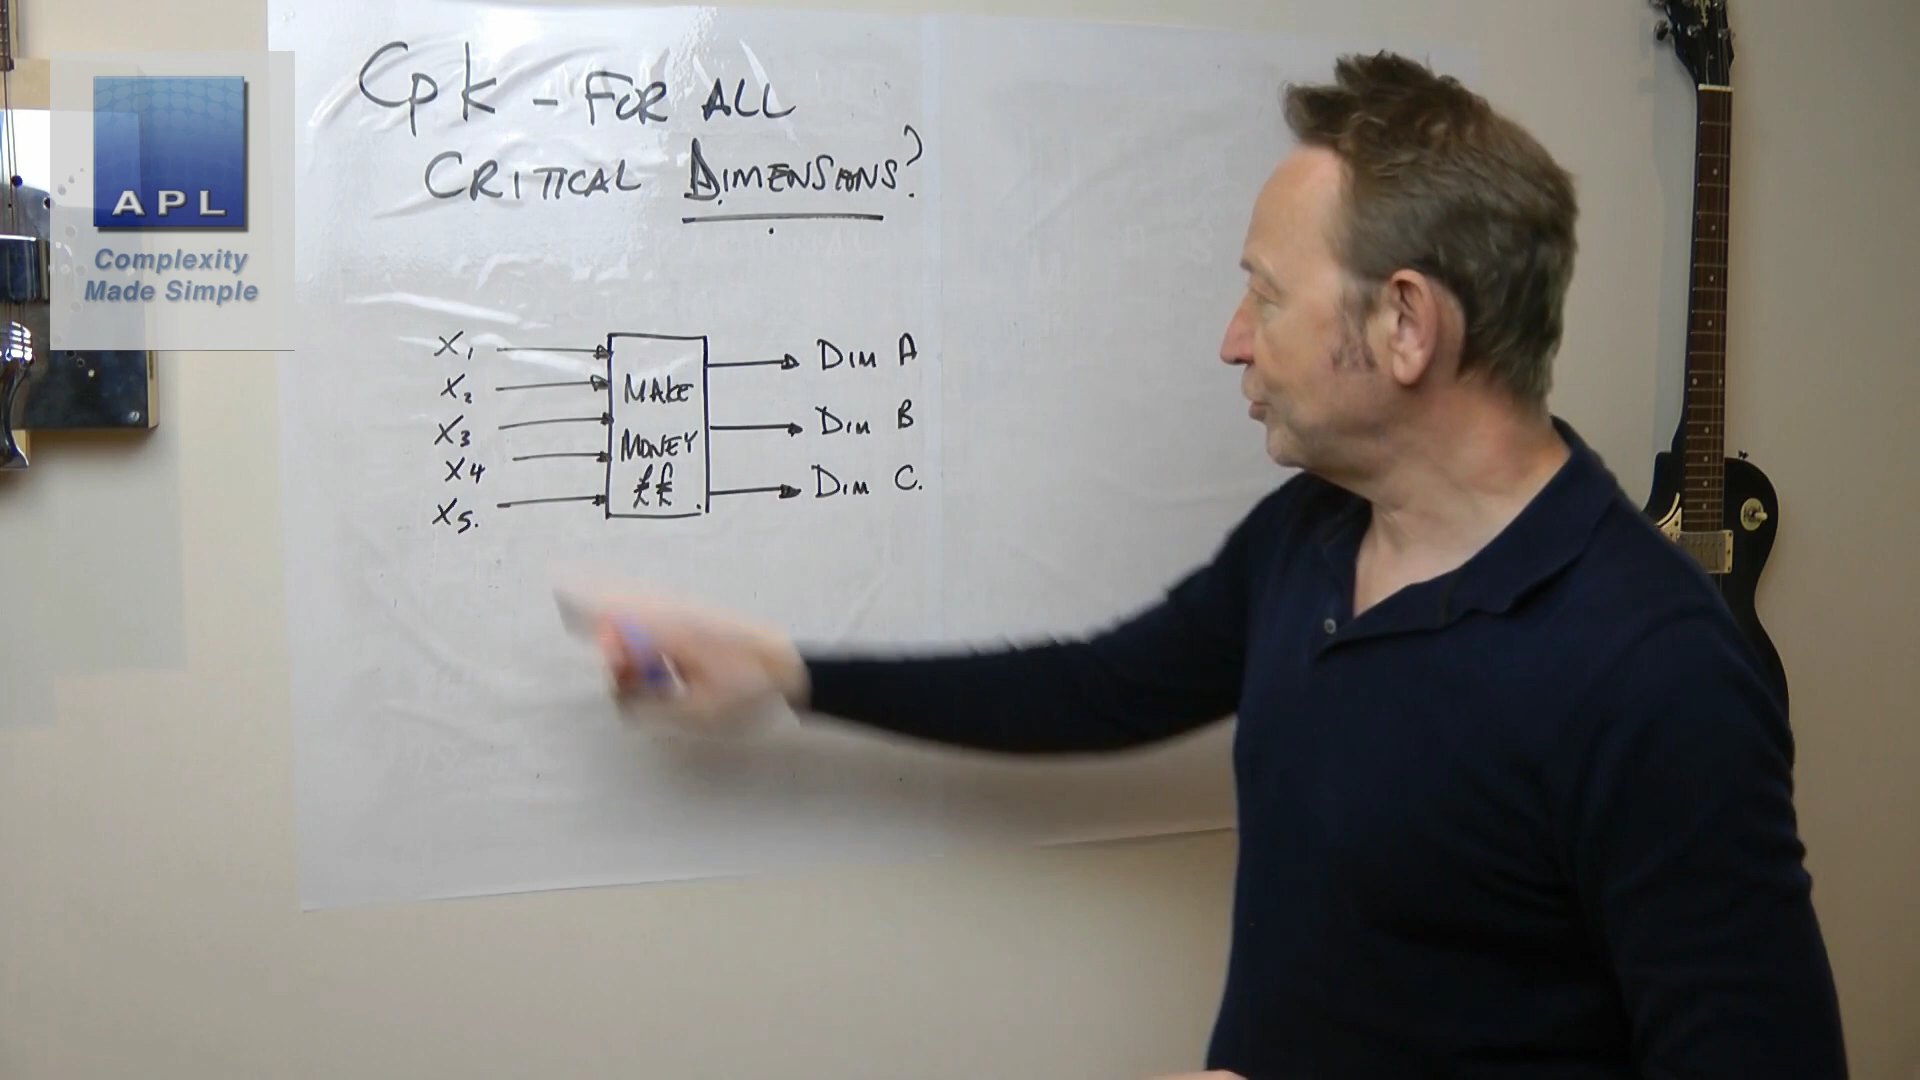 Cpk - FOR ALL
CRITICAL DIMENSIONS?
APL
Complexity
Made Simple
X1
X2
X3
X4
X5.
MAKE
MONEY
££
DIM A
DIM B
DIM C.